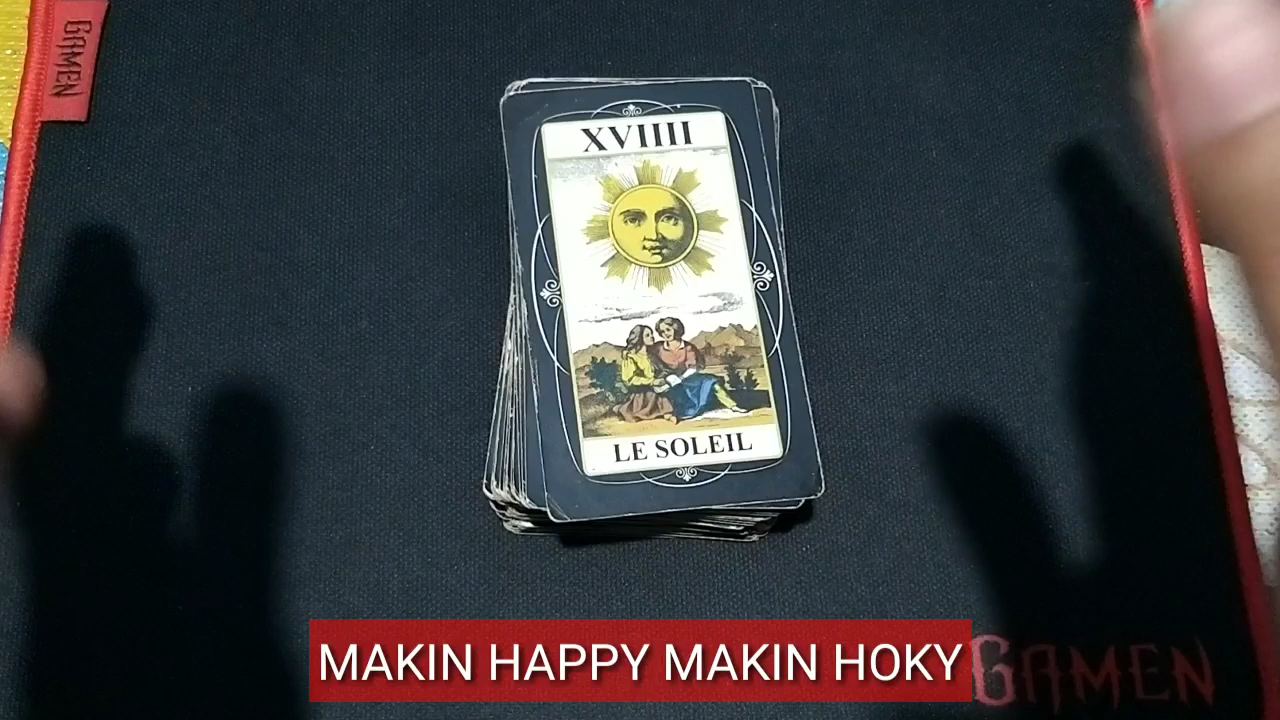 GAMEN
XVIIII
LE SOLEIL
MAKIN HAPPY MAKIN HOKY
GAMEN